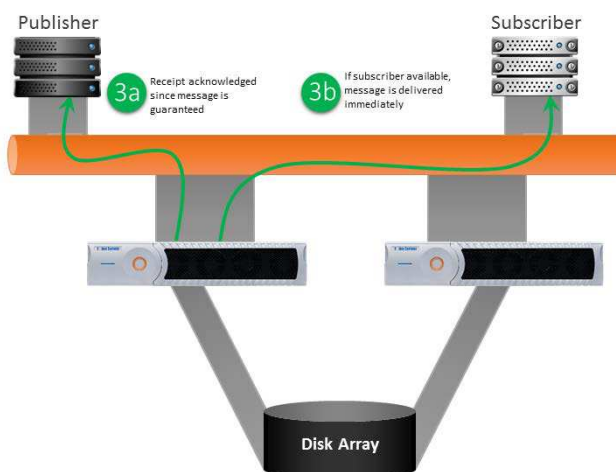 Publisher
Subscriber
3a
Receipt acknowledged
since message is
guaranteed
3b
If subscriber available,
message is delivered
immediately
Disk Array